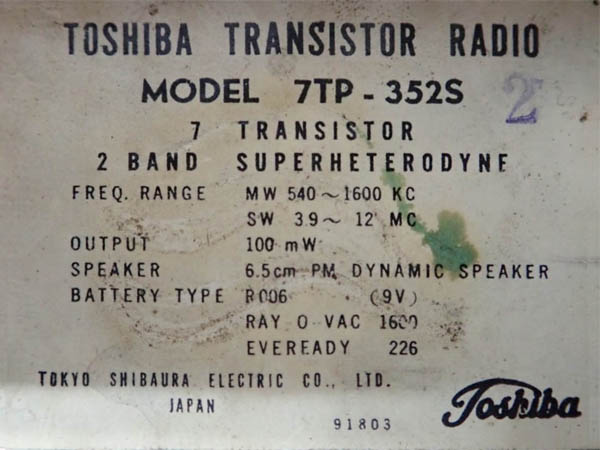 TOSHIBA TRANSISTOR RADIO
MODEL 7TP - 352S
2
7 TRANSISTOR
2 BAND SUPERHETERODYNE
FREQ. RANGE MW 540～1600 KC
SW 3.9～ 12 MC
OUTPUT 100 mW
SPEAKER 6.5cm PM DYNAMIC SPEAKER
BATTERY TYPE R006 (9V)
RAY O VAC 1600
EVEREADY 226
TOKYO SHIBAURA ELECTRIC CO., LTD.
JAPAN
91803
Toshiba